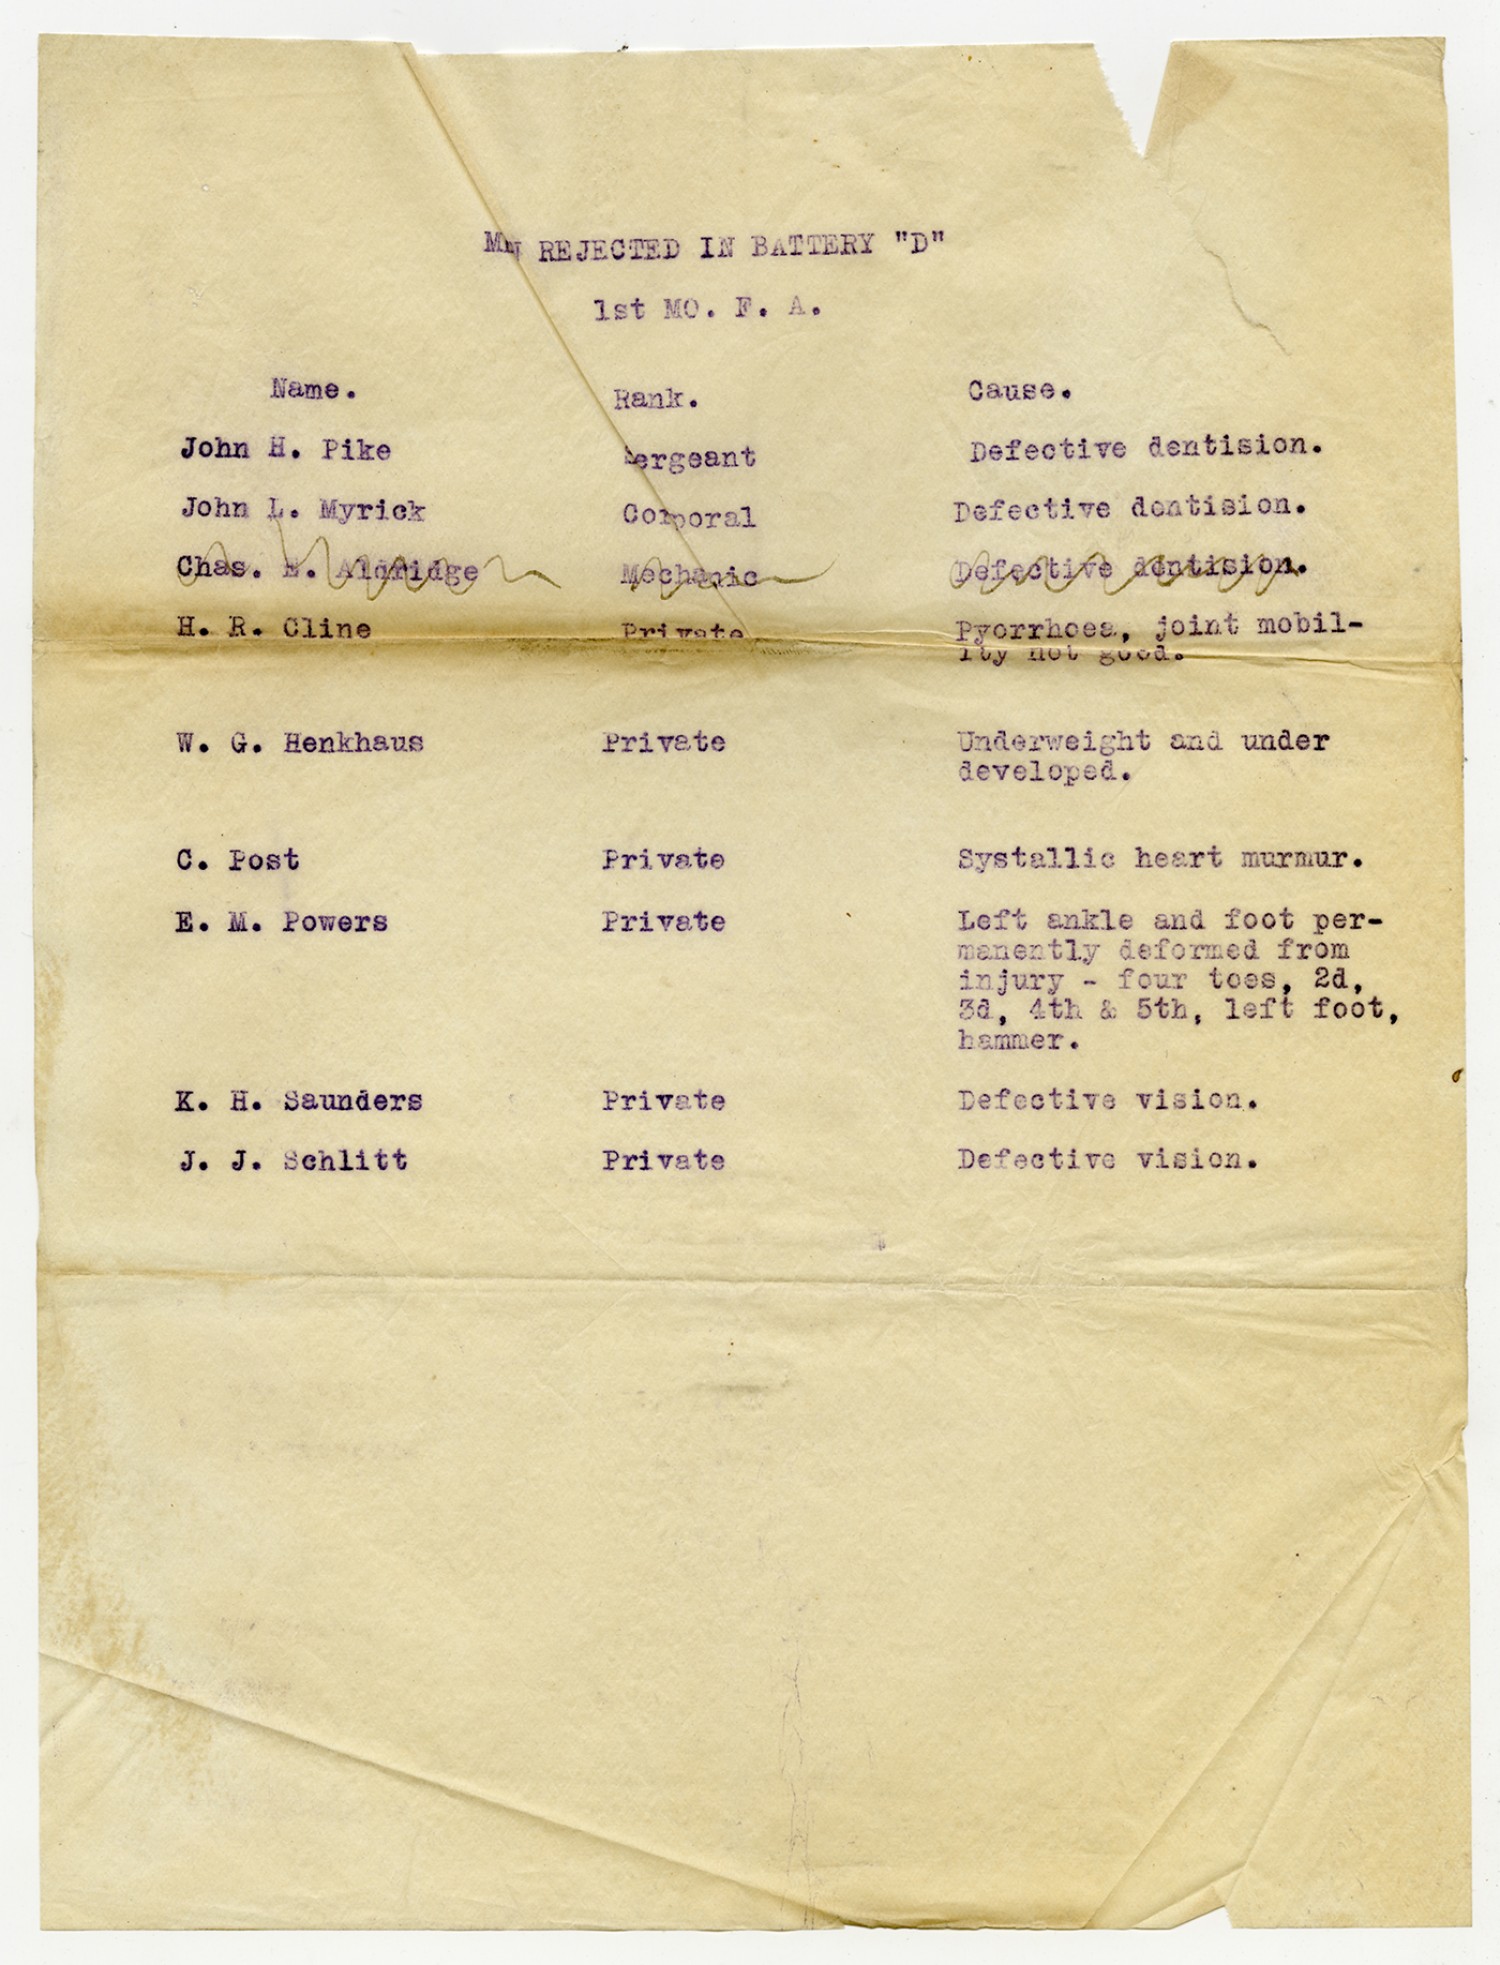 MEN REJECTED IN BATTERY "D"
1st MO. F. A.
Name. Rank. Cause.
John H. Pike Sergeant Defective dentision.
John L. Myrick Corporal Defective dentision.
Chas. E. Aldridge Mechanic Defective dentision.
H. R. Cline Private Pyorrhoea, joint mobil-
ity not good.
W. G. Henkhaus Private Underweight and under
developed.
C. Post Private Systallic heart murmur.
E. M. Powers Private Left ankle and foot per-
manently deformed from
injury - four toes, 2d,
3d, 4th & 5th, left foot,
hammer.
K. H. Saunders Private Defective vision.
J. J. Schlitt Private Defective vision.